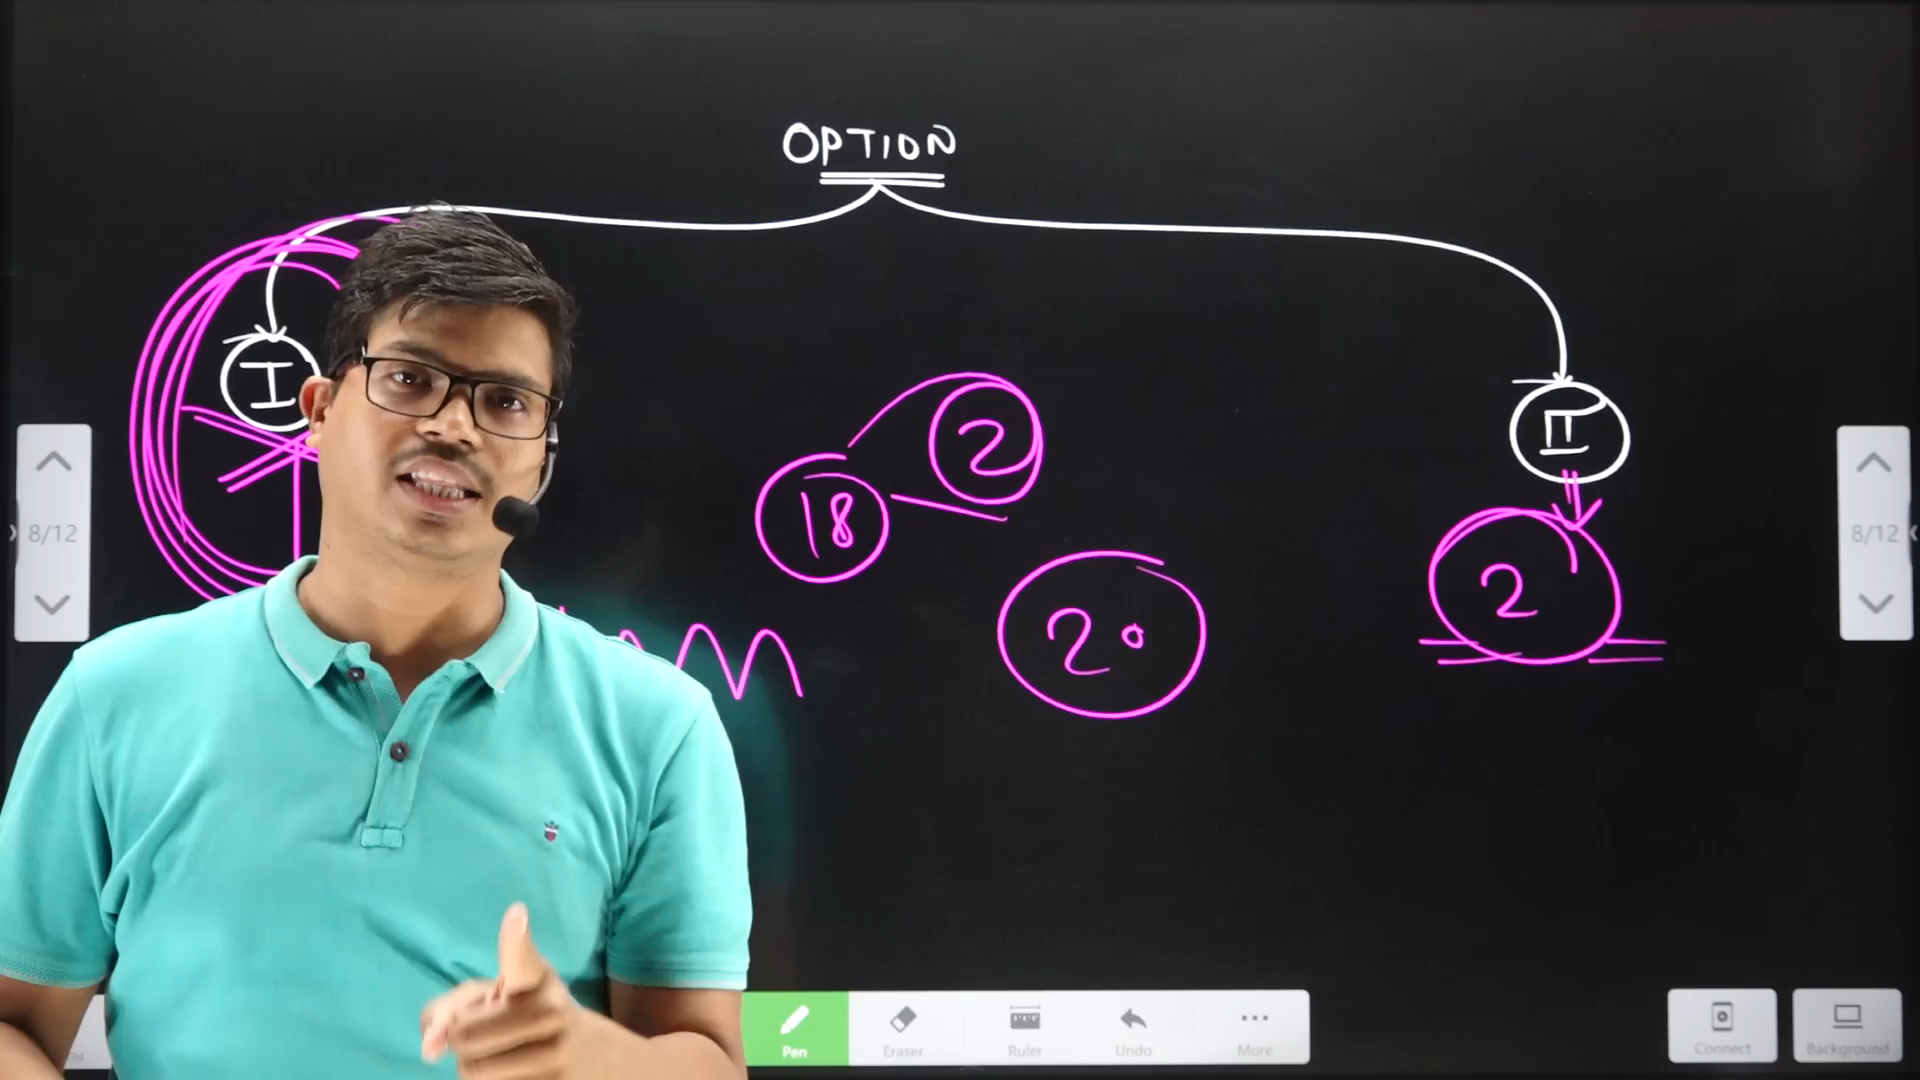 OPTION
I
2
II
18
8/12
8/12
2
20
Pen
Eraser
Ruler
Undo
More
Connect
Background